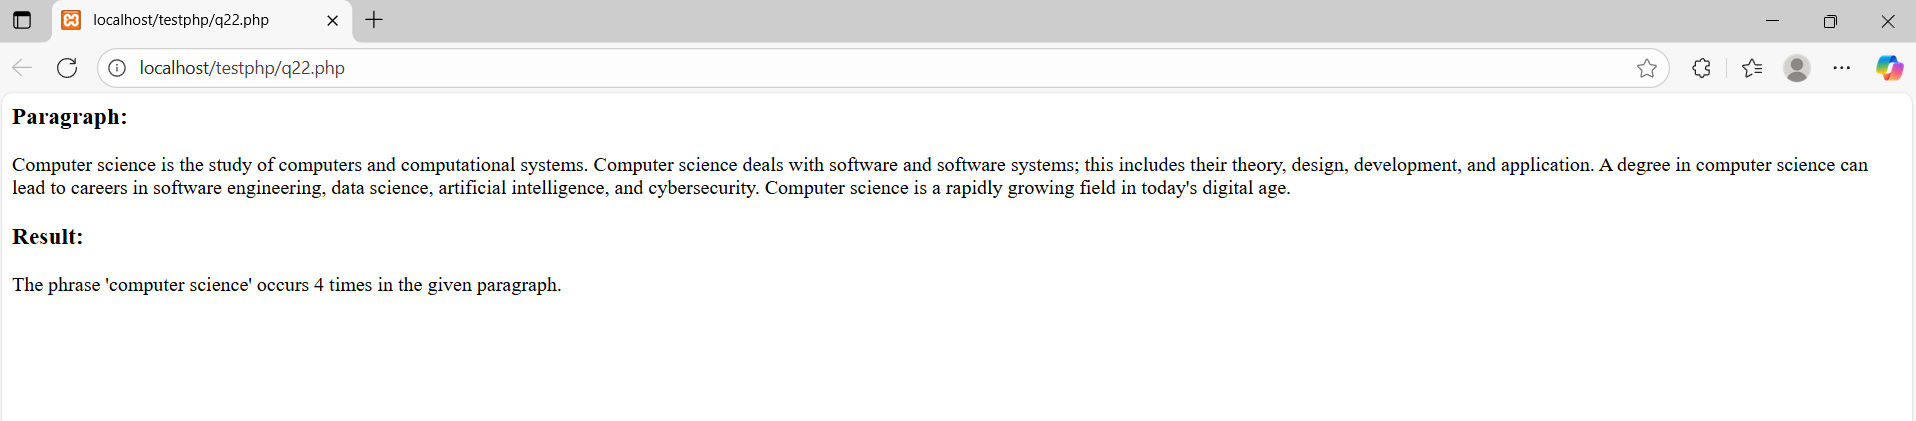 localhost/testphp/q22.php
localhost/testphp/q22.php
Paragraph:
Computer science is the study of computers and computational systems. Computer science deals with software and software systems; this includes their theory, design, development, and application. A degree in computer science can
lead to careers in software engineering, data science, artificial intelligence, and cybersecurity. Computer science is a rapidly growing field in today's digital age.
Result:
The phrase 'computer science' occurs 4 times in the given paragraph.